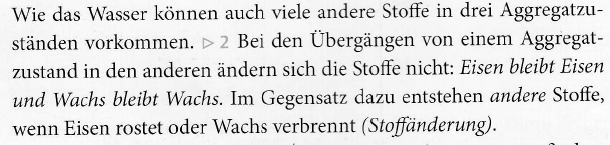 Wie das Wasser können auch viele andere Stoffe in drei Aggregatzu-
ständen vorkommen. ▷ 2 Bei den Übergängen von einem Aggregat-
zustand in den anderen ändern sich die Stoffe nicht: Eisen bleibt Eisen
und Wachs bleibt Wachs. Im Gegensatz dazu entstehen andere Stoffe,
wenn Eisen rostet oder Wachs verbrennt (Stoffänderung).